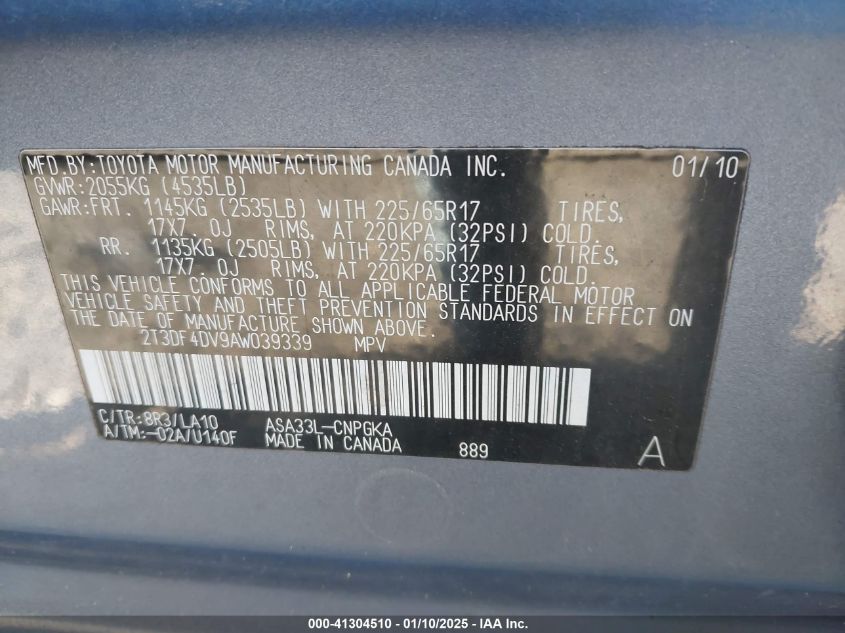 MFD.BY:TOYOTA MOTOR MANUFACTURING CANADA INC. 01/10
GVWR:2055KG (4535LB)
GAWR:FRT. 1145KG (2535LB) WITH 225/65R17 TIRES,
17X7.0J RIMS, AT 220KPA (32PSI) COLD.
RR. 1135KG (2505LB) WITH 225/65R17 TIRES,
17X7.0J RIMS, AT 220KPA (32PSI) COLD.
THIS VEHICLE CONFORMS TO ALL APPLICABLE FEDERAL MOTOR
VEHICLE SAFETY AND THEFT PREVENTION STANDARDS IN EFFECT ON
THE DATE OF MANUFACTURE SHOWN ABOVE.
2T3DF4DV9AW039339 MPV
C/TR:8R3/LA10 ASA33L-CNPGKA
A/TM:-02A/U140F MADE IN CANADA 889 A
000-41304510 - 01/10/2025 - IAA Inc.